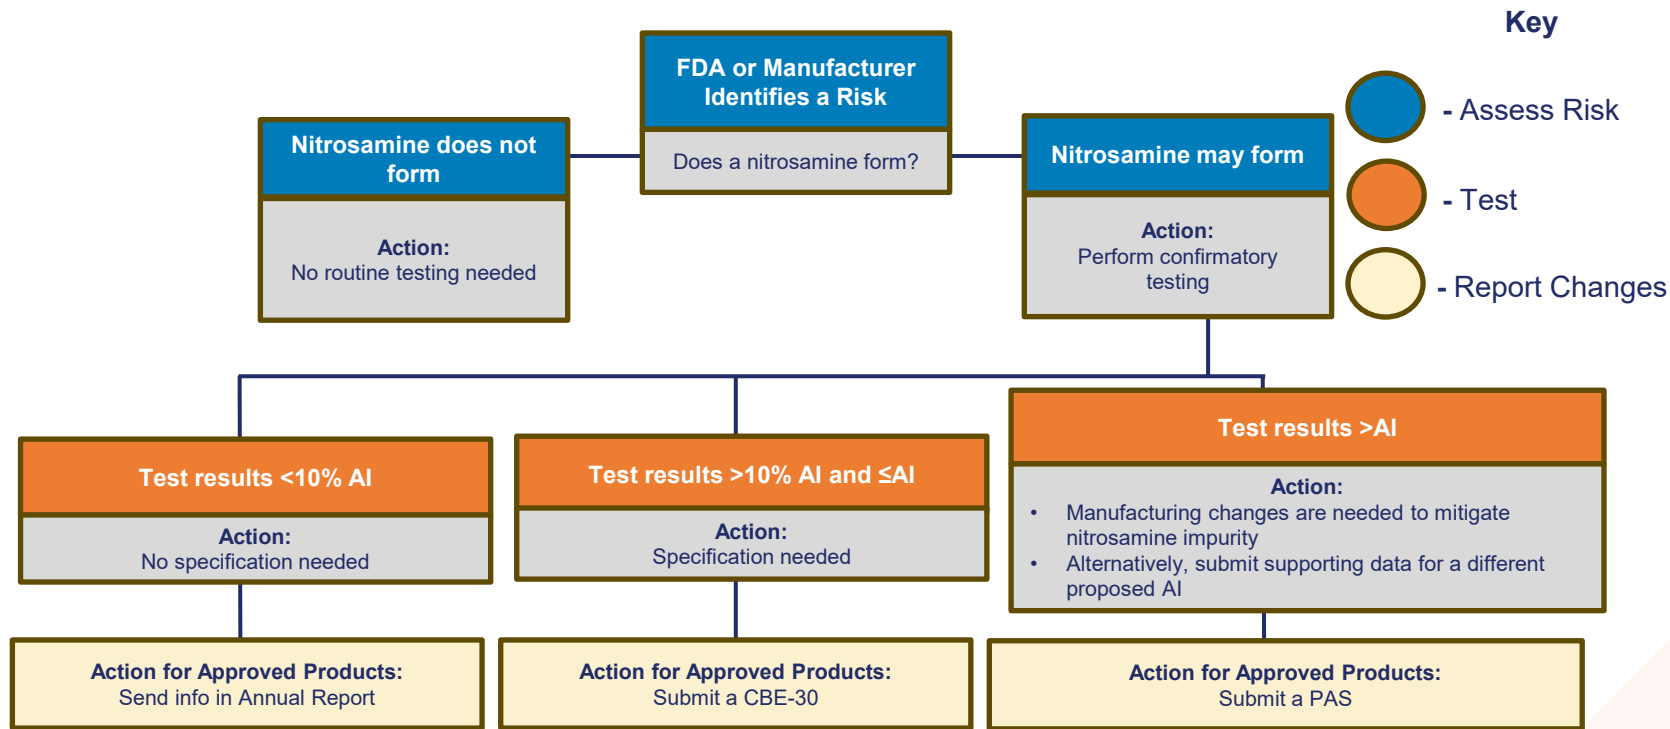 Key
FDA or Manufacturer
Identifies a Risk
Does a nitrosamine form?
Nitrosamine does not
form
Action:
No routine testing needed
Nitrosamine may form
Action:
Perform confirmatory
testing
- Assess Risk
- Test
- Report Changes
Test results <10% AI
Action:
No specification needed
Test results >10% AI and ≤AI
Action:
Specification needed
Test results >AI
Action:
• Manufacturing changes are needed to mitigate
nitrosamine impurity
• Alternatively, submit supporting data for a different
proposed AI
Action for Approved Products:
Send info in Annual Report
Action for Approved Products:
Submit a CBE-30
Action for Approved Products:
Submit a PAS